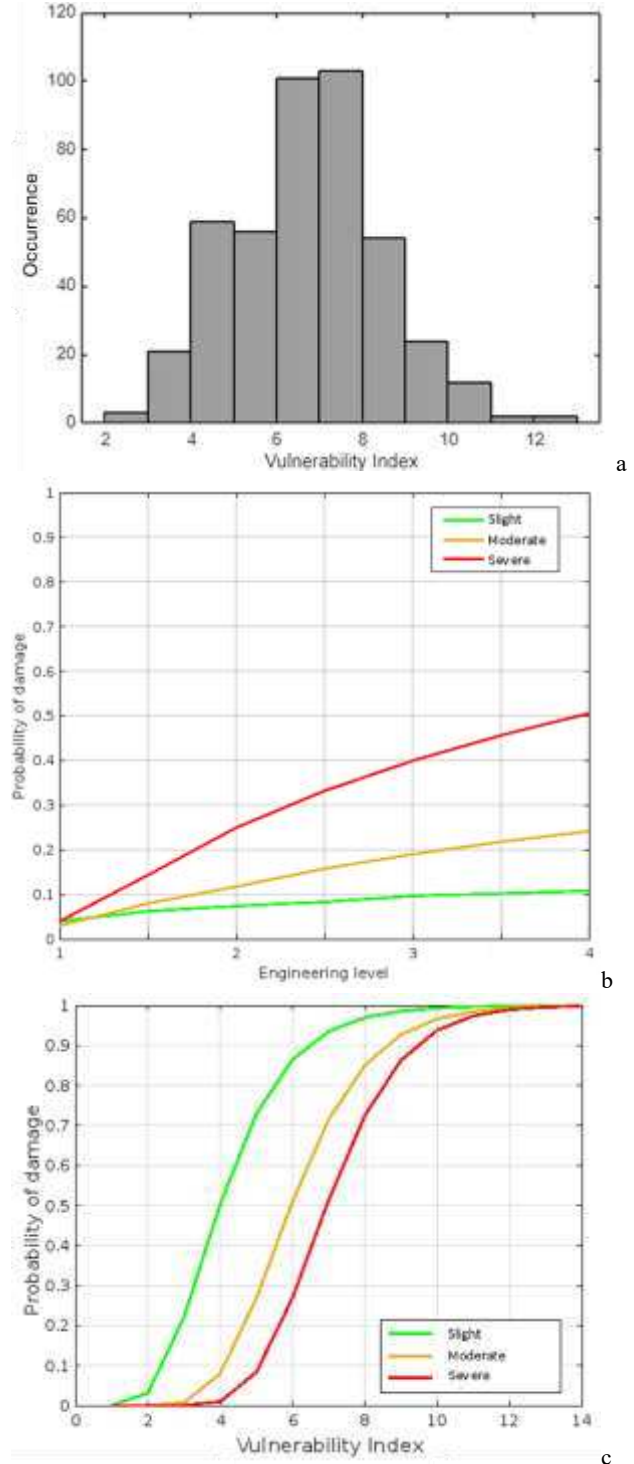 120
100
80
60
40
20
0
Occurrence
2 4 6 8 10 12
Vulnerability Index
a
1
0.9
0.8
0.7
0.6
0.5
0.4
0.3
0.2
0.1
0
Probability of damage
Slight
Moderate
Severe
1 2 3 4
Engineering level
b
1
0.9
0.8
0.7
0.6
0.5
0.4
0.3
0.2
0.1
0
Probability of damage
Slight
Moderate
Severe
0 2 4 6 8 10 12 14
Vulnerability Index
c